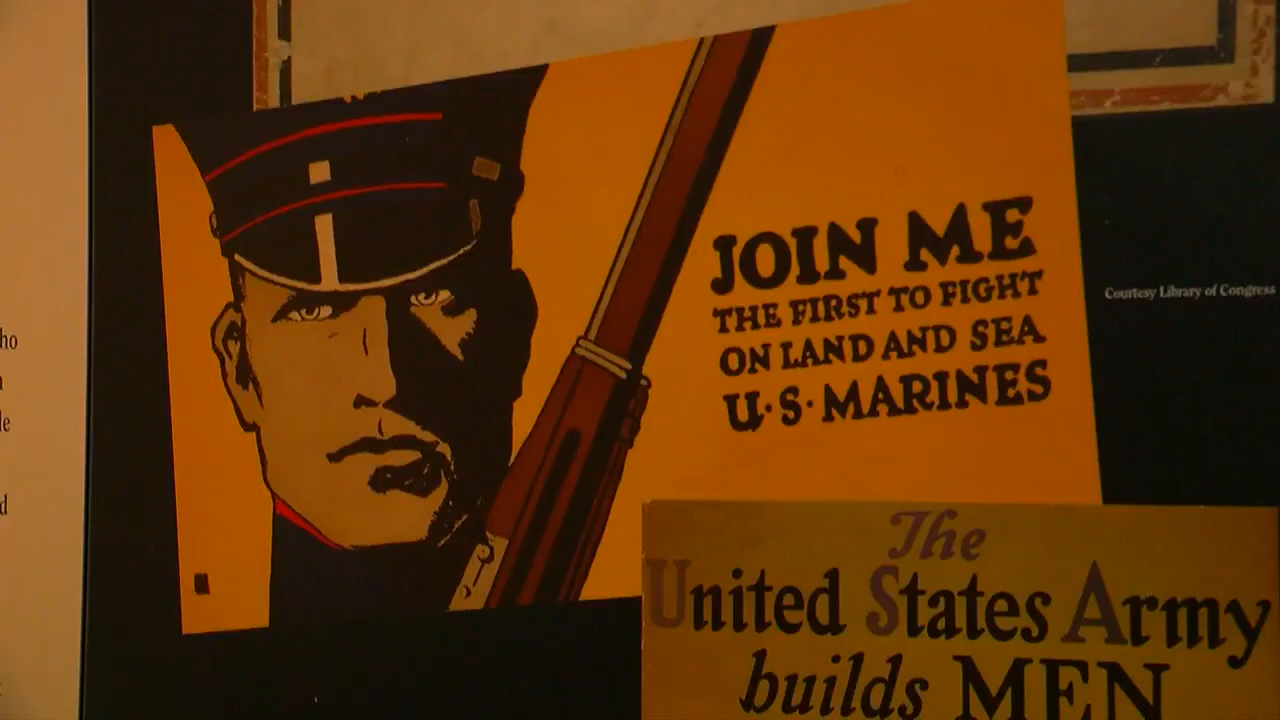 JOIN ME
THE FIRST TO FIGHT
ON LAND AND SEA
U·S·MARINES
Courtesy Library of Congress
The
United States Army
builds MEN